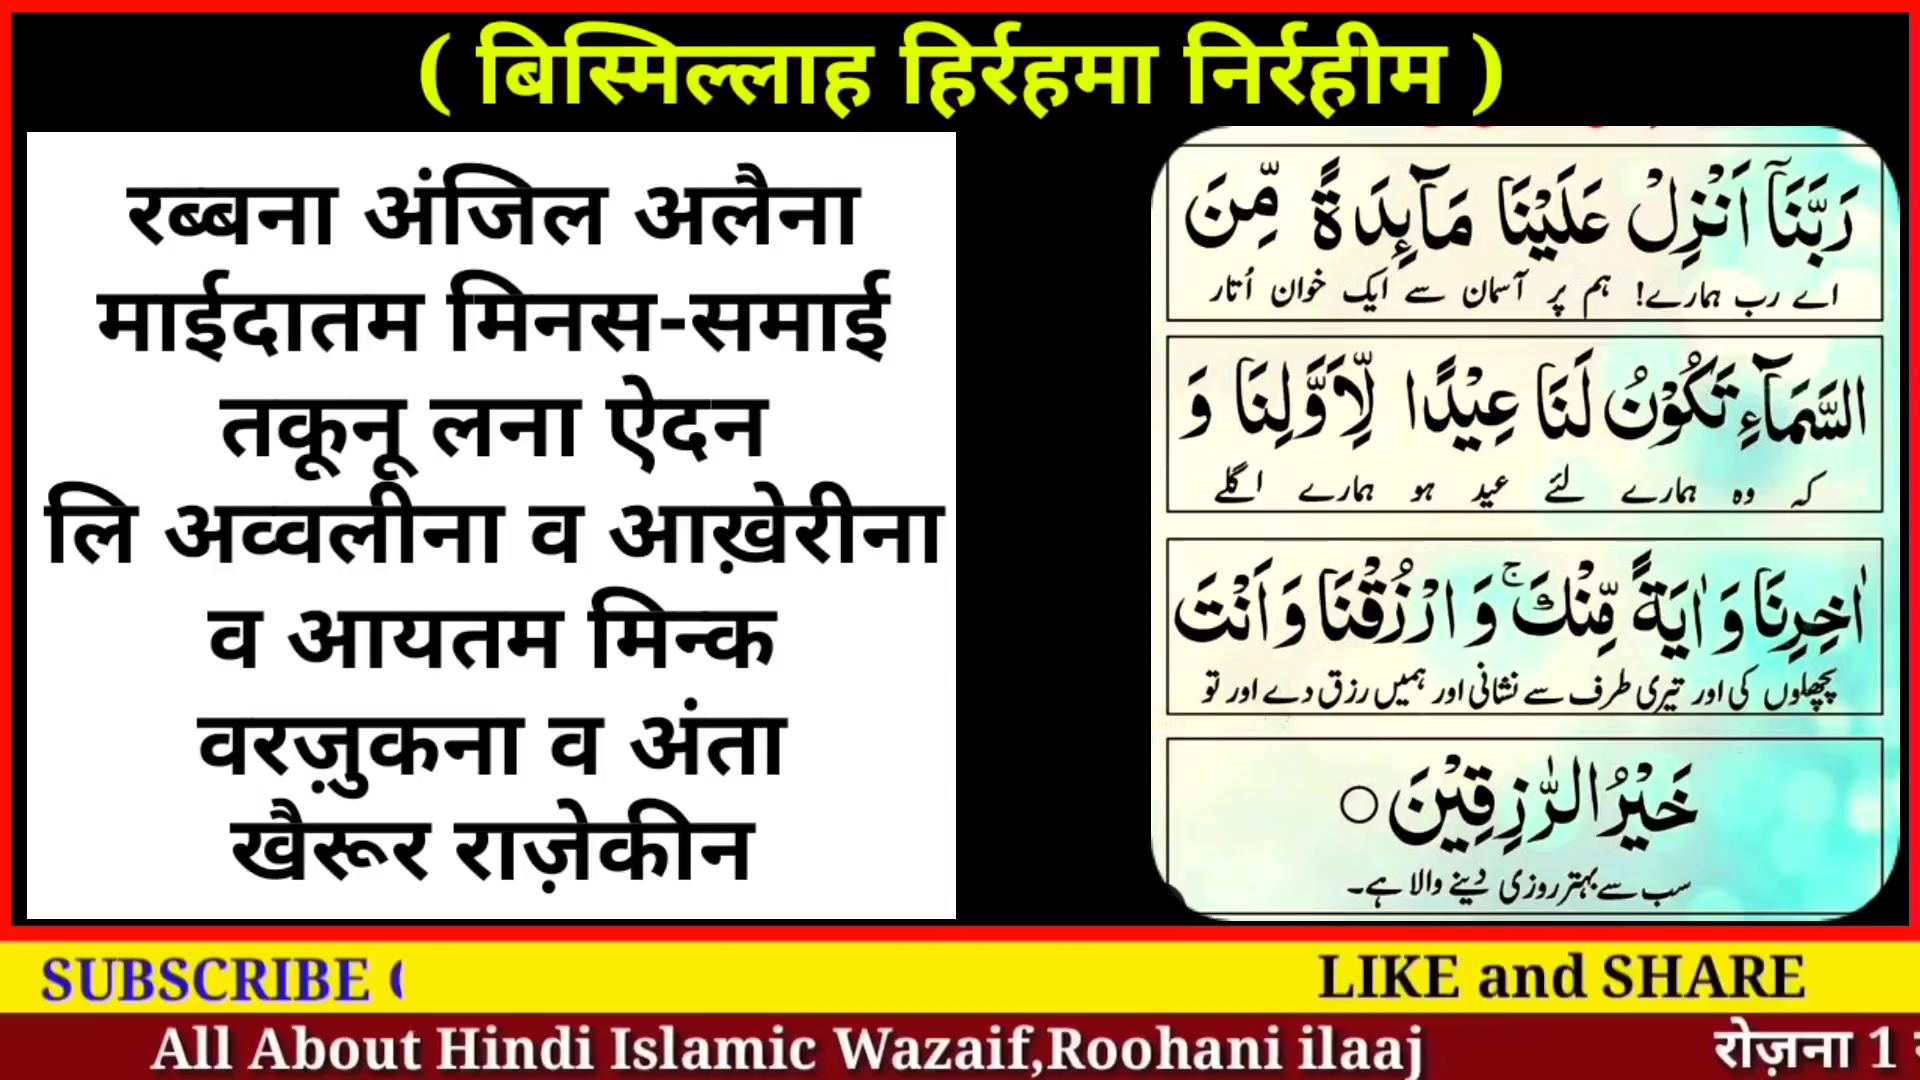 ( बिस्मिल्लाह हिर्रहमा निर्रहीम )
रब्बना अंजिल अलैना
माईदातम मिनस-समाई
तकूनू लना ऐदन
लि अव्वलीना व आख़ेरीना
व आयतम मिन्क
वरज़ुकना व अंता
खैरूर राज़ेकीन
رَبَّنَآ اَنْزِلْ عَلَيْنَا مَآئِدَةً مِّنَ
اے رب ہمارے! ہم پر آسمان سے ایک خوان اُتار
السَّمَآءِ تَكُوْنُ لَنَا عِيْدًا لِّاَوَّلِنَا وَ
کہ وہ ہمارے لئے عید ہو ہمارے اگلے
اٰخِرِنَا وَ اٰيَةً مِّنْكَ ۚ وَ ارْزُقْنَا وَ اَنْتَ
پچھلوں کی اور تیری طرف سے نشانی اور ہمیں رزق دے اور تو
خَيْرُ الرّٰزِقِيْنَ ○
سب سے بہتر روزی دینے والا ہے۔
SUBSCRIBE (
LIKE and SHARE
All About Hindi Islamic Wazaif,Roohani ilaaj
रोज़ना 1